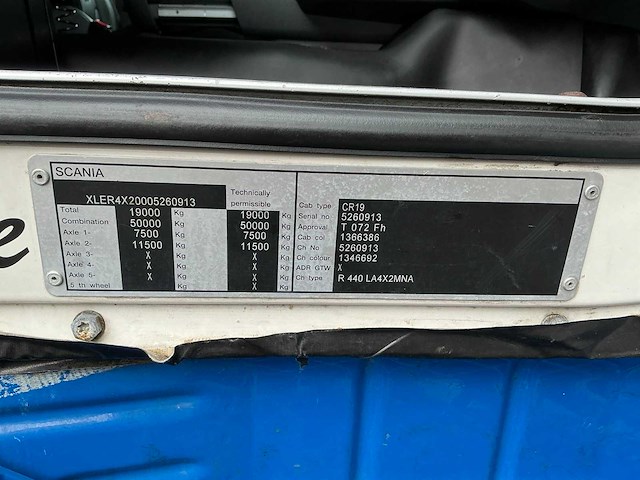 SCANIA
XLER4X20005260913
Technically
permissible
Total 19000 Kg 19000 Kg
Combination 50000 Kg 50000 Kg
Axle 1- 7500 Kg 7500 Kg
Axle 2- 11500 Kg 11500 Kg
Axle 3- X Kg X Kg
Axle 4- X Kg X Kg
Axle 5- X Kg X Kg
5 th wheel X Kg
Cab type CR19
Serial no 5260913
Approval T 072 Fh
Cab col 1366386
Ch No 5260913
Ch colour 1346692
ADR GTW X
Ch type R 440 LA4X2MNA
e